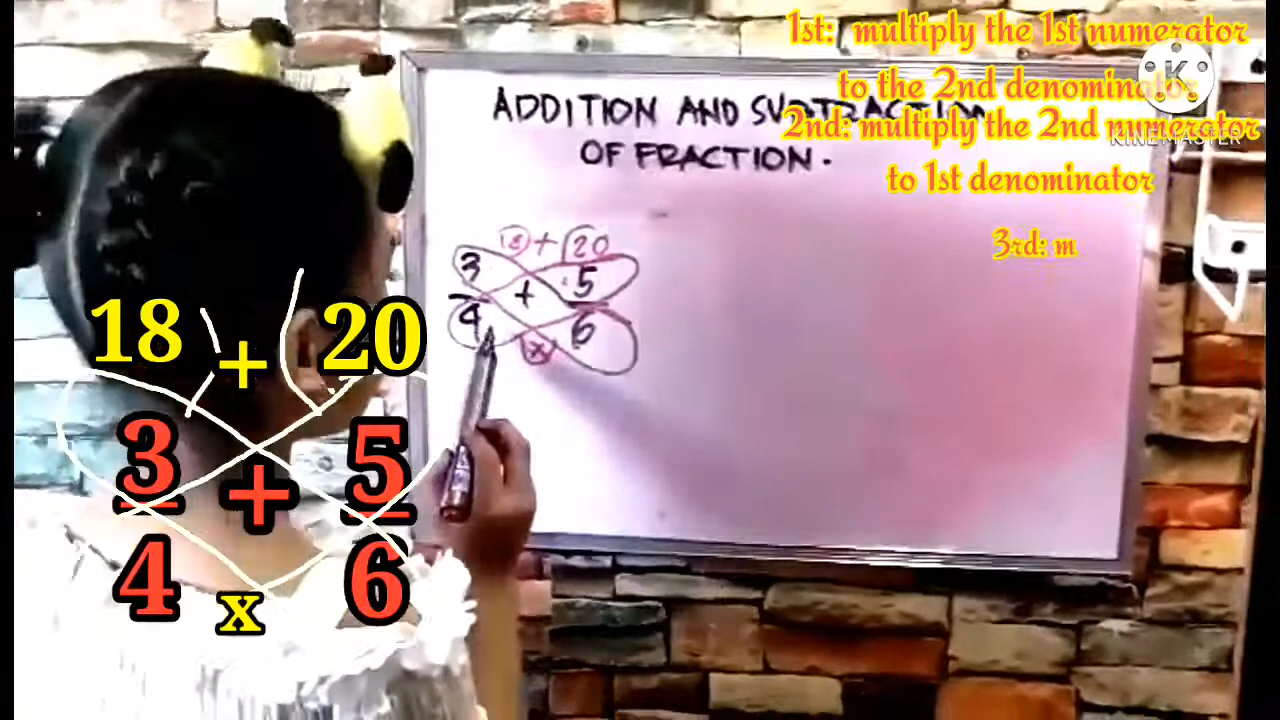 1st: multiply the 1st numerator
to the 2nd denominator
2nd: multiply the 2nd numerator
to 1st denominator
3rd: m
K
KINEMASTER
ADDITION AND SUBTRACTION
OF FRACTION.
18 + 20
3 + 5
4 x 6
18 + 20
3 + 5
4 x 6